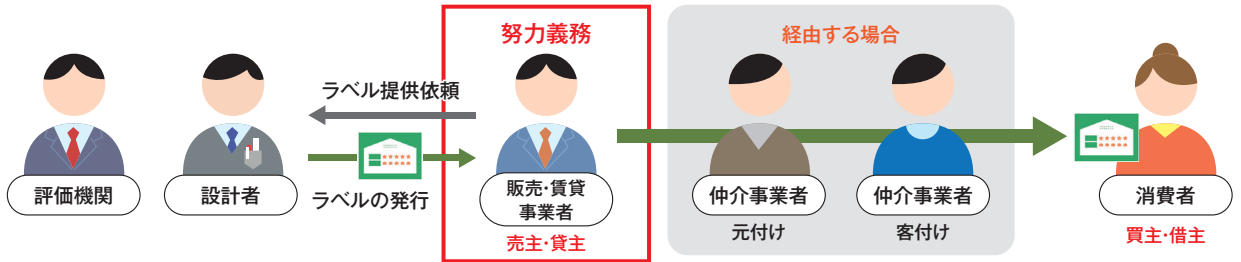 努力義務
経由する場合
ラベル提供依頼
ラベルの発行
評価機関
設計者
販売・賃貸
事業者
売主・貸主
仲介事業者
元付け
仲介事業者
客付け
消費者
買主・借主